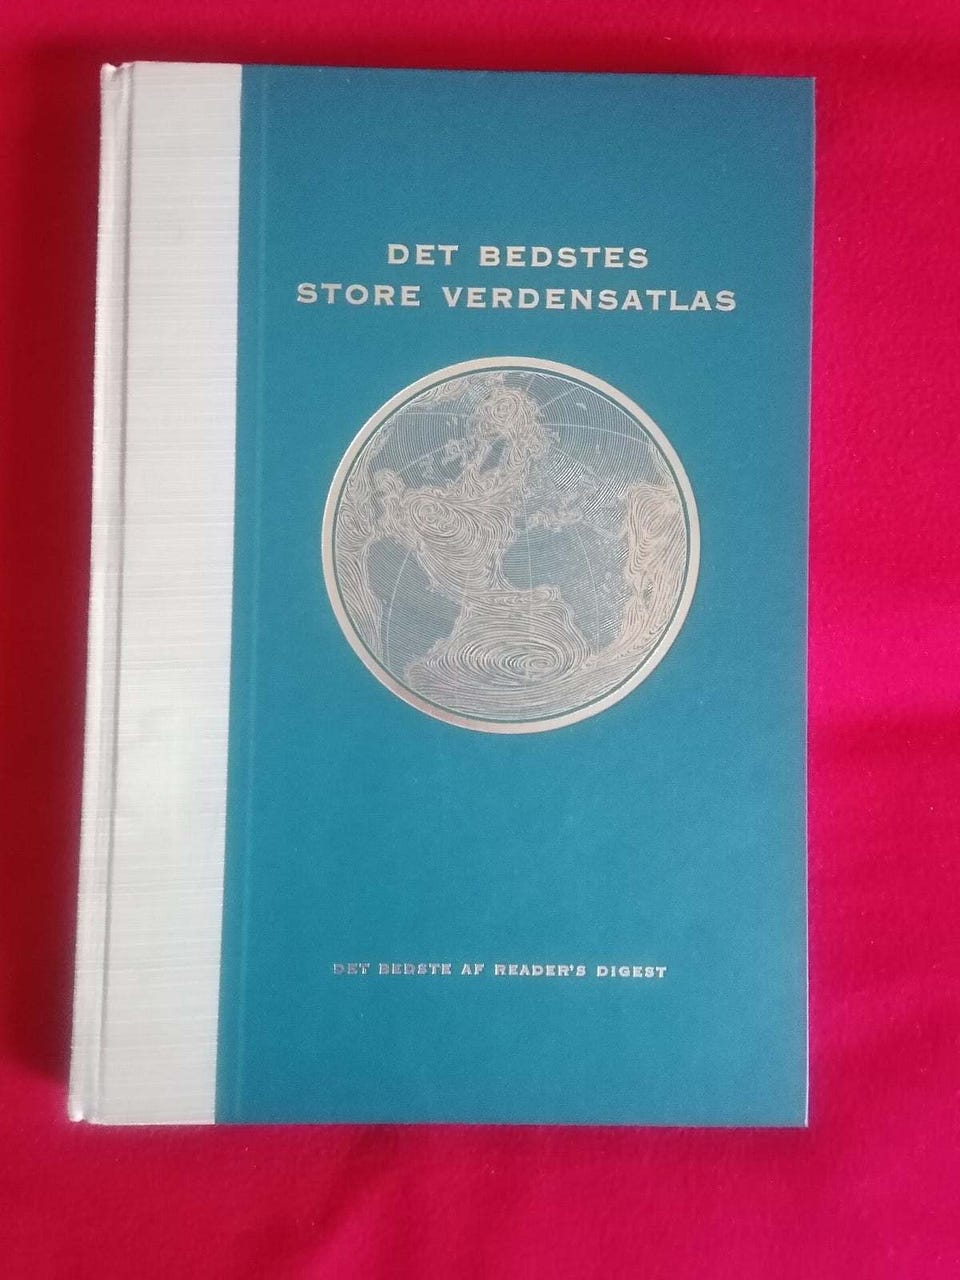 DET BEDSTES
STORE VERDENSATLAS
DET BEDSTE AF READER'S DIGEST